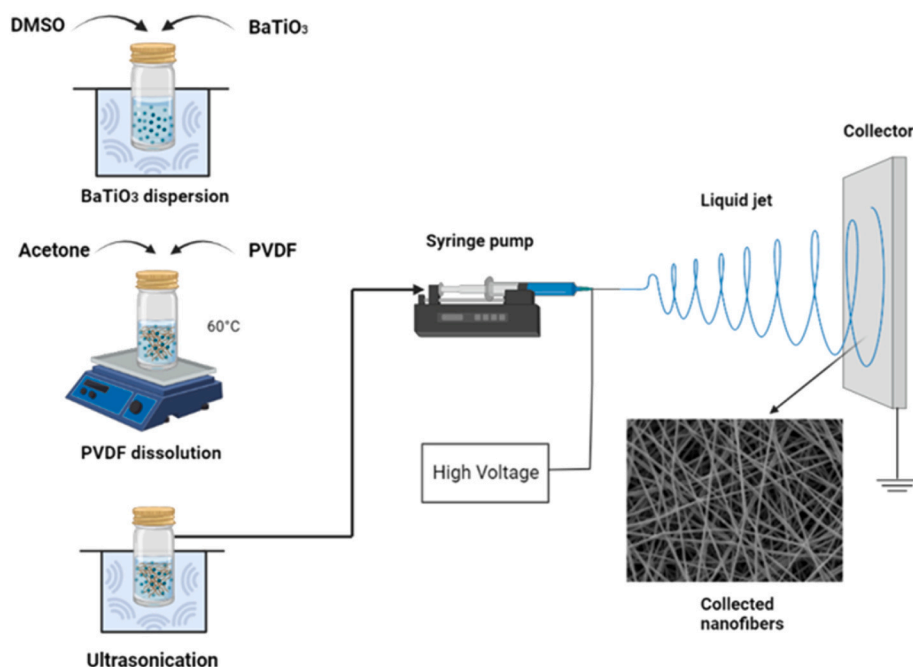 DMSO
BaTiO₃
BaTiO₃ dispersion
Acetone
PVDF
60°C
PVDF dissolution
Ultrasonication
Syringe pump
High Voltage
Liquid jet
Collector
Collected
nanofibers